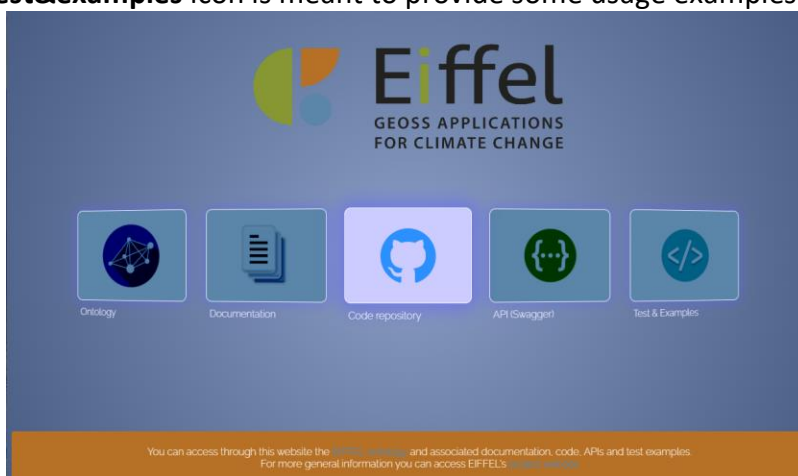 est&examples icon is meant to provide some usage examples
Eiffel
GEOSS APPLICATIONS
FOR CLIMATE CHANGE
Ontology
Documentation
Code repository
API (Swagger)
Test & Examples
You can access through this website the and associated documentation, code, APIs and test examples.
For more general information you can access EIFFEL's